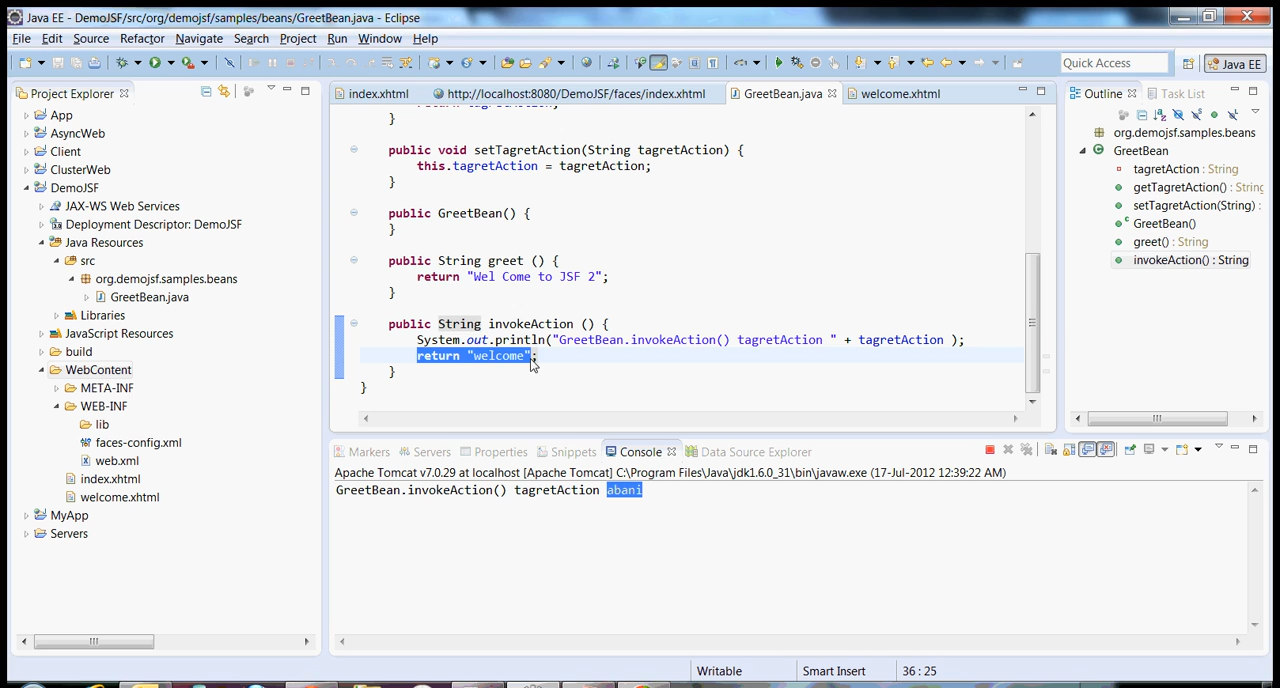 Java EE - DemoJSF/src/org/demojsf/samples/beans/GreetBean.java - Eclipse
File Edit Source Refactor Navigate Search Project Run Window Help
Quick Access
Java EE
Project Explorer
App
AsyncWeb
Client
ClusterWeb
DemoJSF
JAX-WS Web Services
Deployment Descriptor: DemoJSF
Java Resources
src
org.demojsf.samples.beans
GreetBean.java
Libraries
JavaScript Resources
build
WebContent
META-INF
WEB-INF
lib
faces-config.xml
web.xml
index.xhtml
welcome.xhtml
MyApp
Servers
index.xhtml http://localhost:8080/DemoJSF/faces/index.xhtml GreetBean.java welcome.xhtml
}
public void setTagretAction(String tagretAction) {
this.tagretAction = tagretAction;
}
public GreetBean() {
}
public String greet () {
return "Wel Come to JSF 2";
}
public String invokeAction () {
System.out.println("GreetBean.invokeAction() tagretAction " + tagretAction );
return "welcome";
}
}
Outline Task List
org.demojsf.samples.beans
GreetBean
tagretAction : String
getTagretAction() : String
setTagretAction(String) :
GreetBean()
greet() : String
invokeAction() : String
Markers Servers Properties Snippets Console Data Source Explorer
Apache Tomcat v7.0.29 at localhost [Apache Tomcat] C:\Program Files\Java\jdk1.6.0_31\bin\javaw.exe (17-Jul-2012 12:39:22 AM)
GreetBean.invokeAction() tagretAction abani
Writable Smart Insert 36 : 25